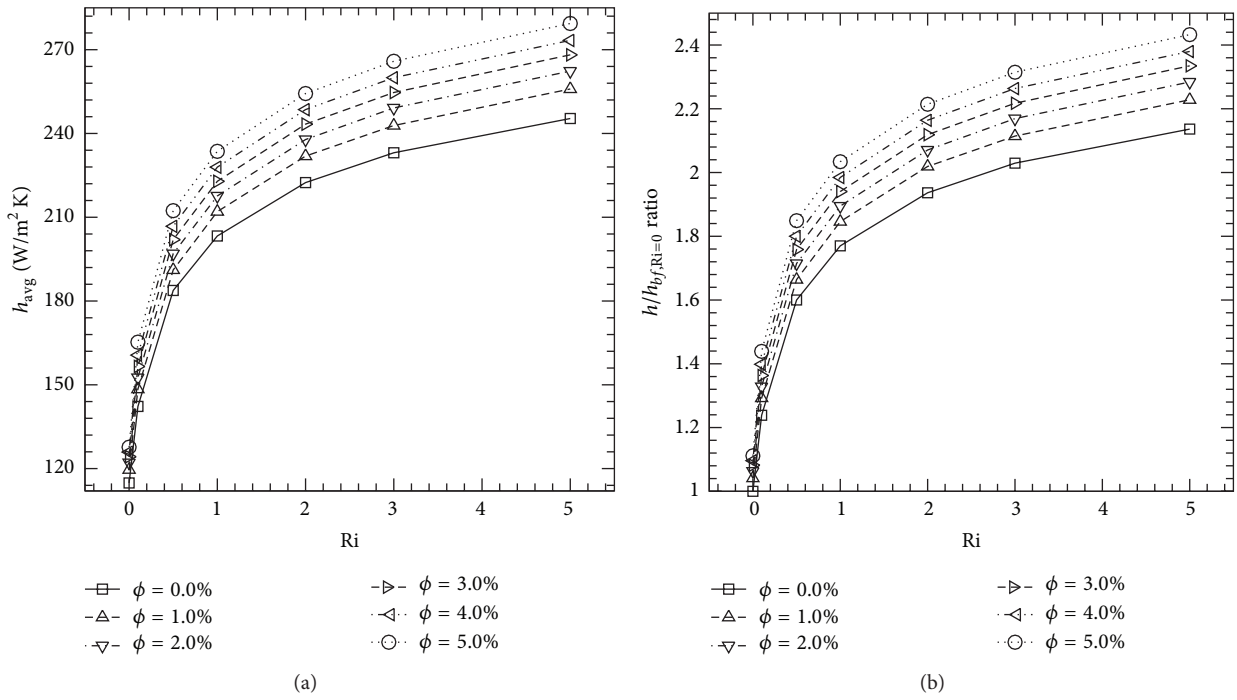 270
240
210
180
150
120
h_avg (W/m² K)
0 1 2 3 4 5
Ri
ϕ = 0.0%
ϕ = 1.0%
ϕ = 2.0%
ϕ = 3.0%
ϕ = 4.0%
ϕ = 5.0%
(a)
2.4
2.2
2
1.8
1.6
1.4
1.2
1
h/h_bf,Ri=0 ratio
0 1 2 3 4 5
Ri
ϕ = 0.0%
ϕ = 1.0%
ϕ = 2.0%
ϕ = 3.0%
ϕ = 4.0%
ϕ = 5.0%
(b)